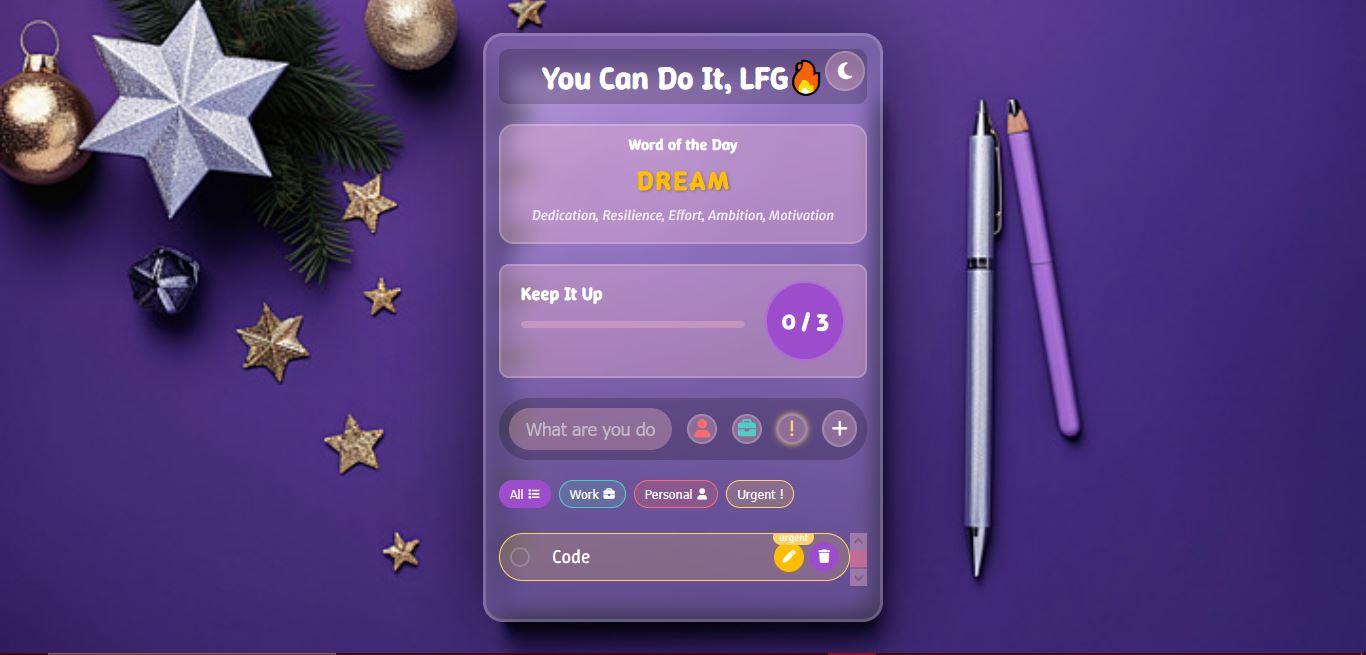 You Can Do It, LFG🔥
Word of the Day
DREAM
Dedication, Resilience, Effort, Ambition, Motivation
Keep It Up
0 / 3
What are you do
!
+
All
Work
Personal
Urgent !
urgent
Code